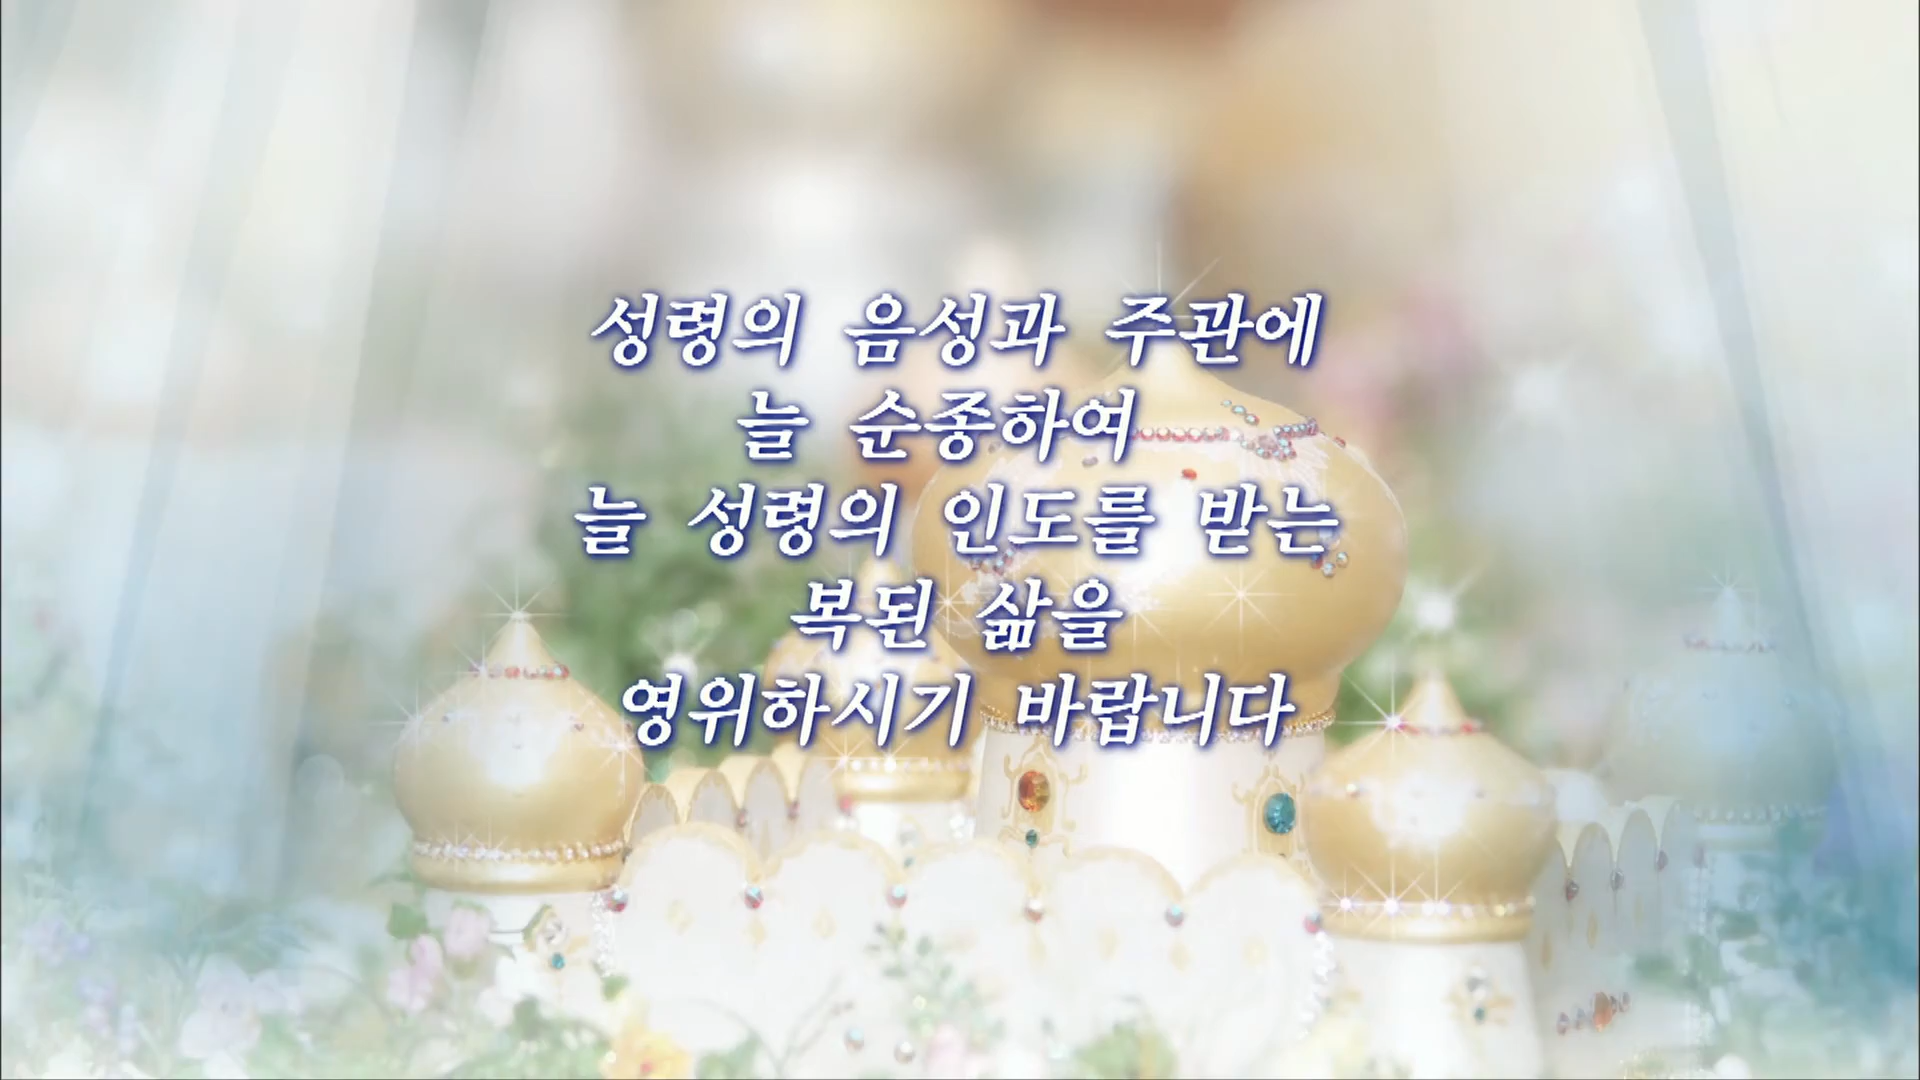 성령의 음성과 주관에
늘 순종하여
늘 성령의 인도를 받는
복된 삶을
영위하시기 바랍니다